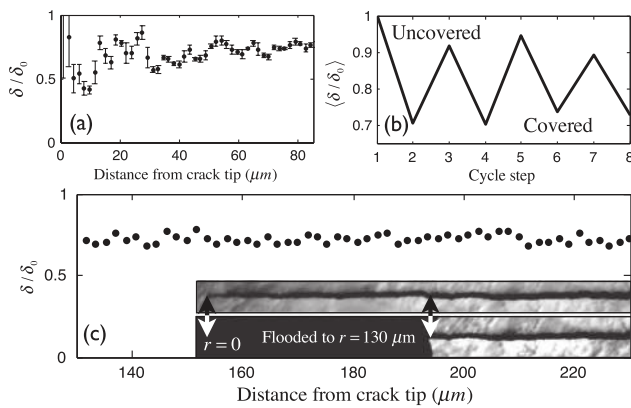 1
0.5
0
δ / δ₀
(a)
0 20 40 60 80
Distance from crack tip (μm)
1
0.9
0.8
0.7
⟨δ / δ₀⟩
Uncovered
(b)
Covered
1 2 3 4 5 6 7 8
Cycle step
1
0.5
0
δ / δ₀
(c)
r = 0
Flooded to r = 130 μm
140 160 180 200 220
Distance from crack tip (μm)